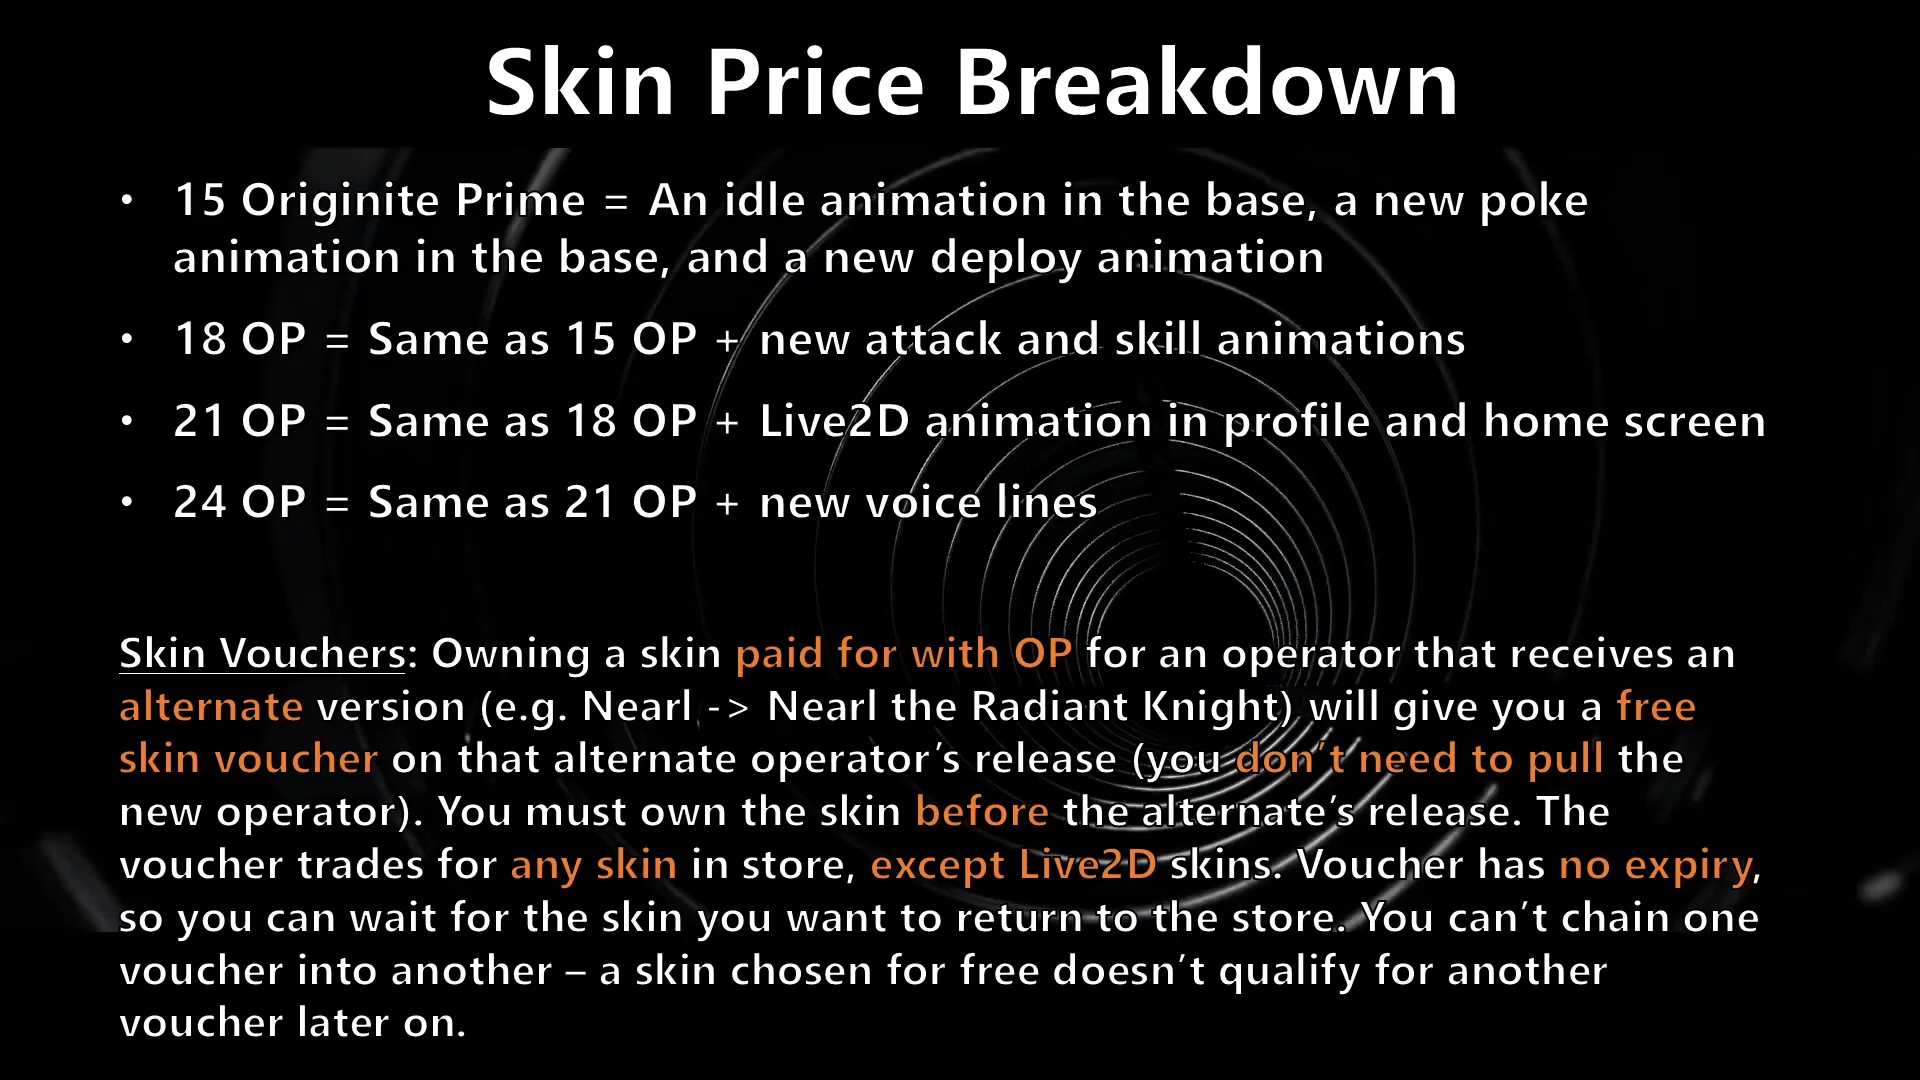 Skin Price Breakdown
• 15 Originite Prime = An idle animation in the base, a new poke
animation in the base, and a new deploy animation
• 18 OP = Same as 15 OP + new attack and skill animations
• 21 OP = Same as 18 OP + Live2D animation in profile and home screen
• 24 OP = Same as 21 OP + new voice lines
Skin Vouchers: Owning a skin paid for with OP for an operator that receives an
alternate version (e.g. Nearl -> Nearl the Radiant Knight) will give you a free
skin voucher on that alternate operator’s release (you don’t need to pull the
new operator). You must own the skin before the alternate’s release. The
voucher trades for any skin in store, except Live2D skins. Voucher has no expiry,
so you can wait for the skin you want to return to the store. You can’t chain one
voucher into another – a skin chosen for free doesn’t qualify for another
voucher later on.